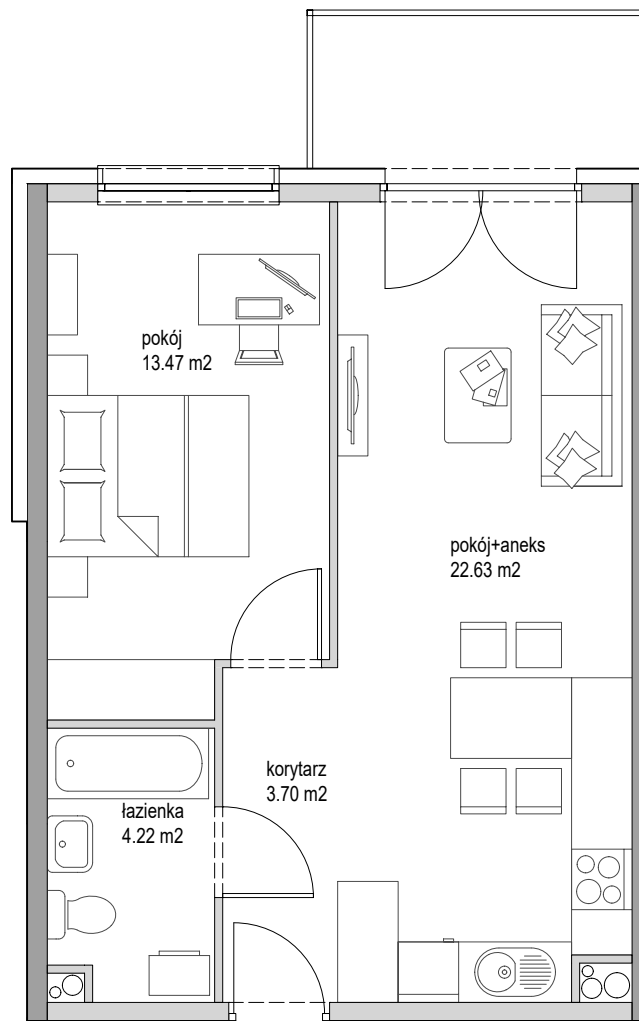 pokój
13.47 m2
pokój+aneks
22.63 m2
korytarz
3.70 m2
łazienka
4.22 m2